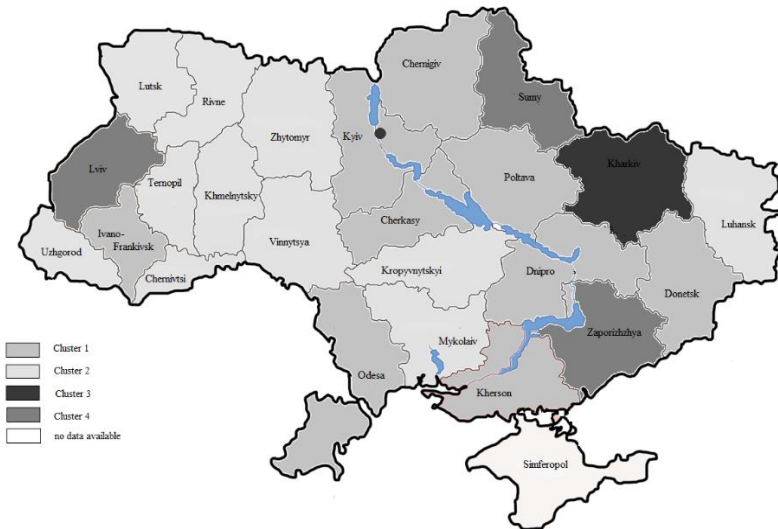 Chernigiv
Lutsk
Rivne
Sumy
Zhytomyr
Kyiv
Kharkiv
Lviv
Ternopil
Khmelnytsky
Poltava
Cherkasy
Ivano-
Frankivsk
Luhansk
Uzhgorod
Vinnytsya
Chernivtsi
Kropyvnytskyi
Dnipro
Donetsk
Zaporizhzhya
Mykolaiv
Odesa
Kherson
Simferopol
Cluster 1
Cluster 2
Cluster 3
Cluster 4
no data available